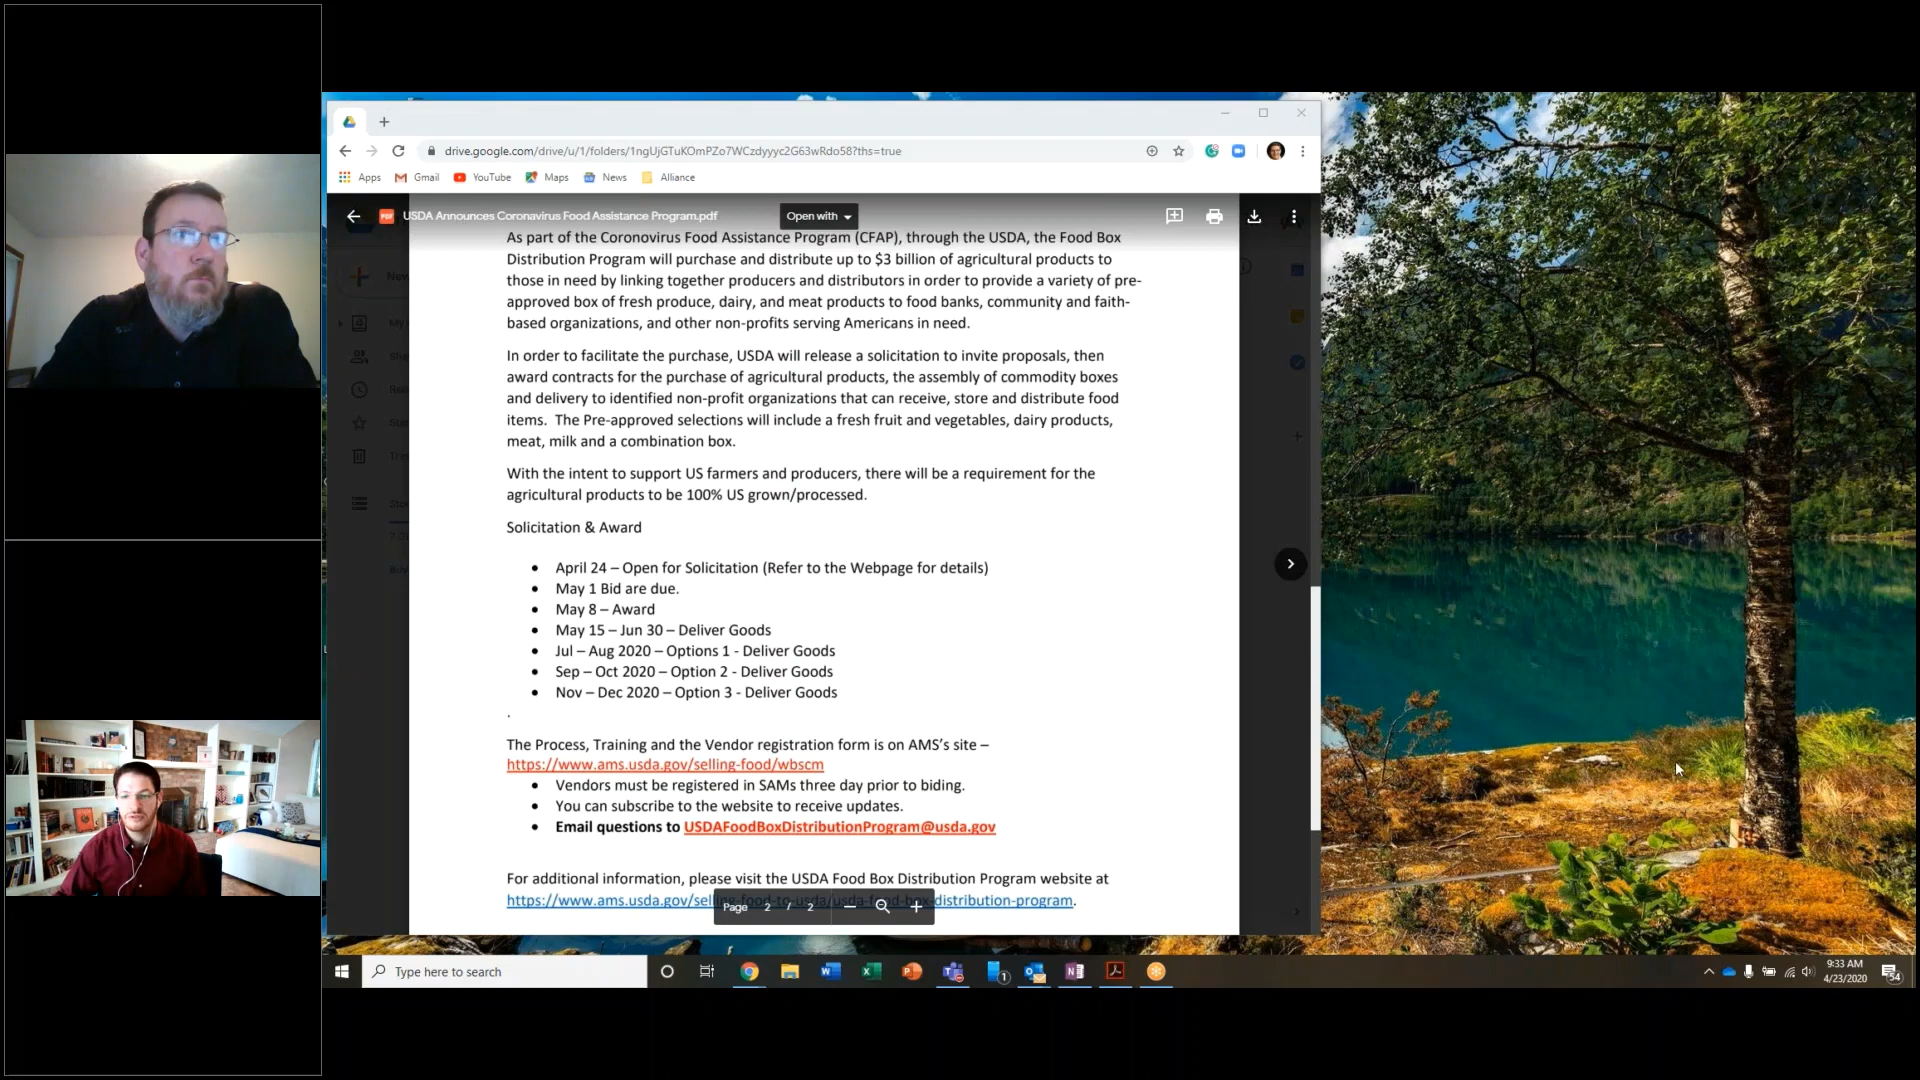 drive.google.com/drive/u/1/folders/1ngUjGTuKOmPZo7WCzdyyyc2G63wRdo58?ths=true
Apps Gmail YouTube Maps News Alliance
PDF USDA Announces Coronavirus Food Assistance Program.pdf Open with
As part of the Coronovirus Food Assistance Program (CFAP), through the USDA, the Food Box
Distribution Program will purchase and distribute up to $3 billion of agricultural products to
those in need by linking together producers and distributors in order to provide a variety of pre-
approved box of fresh produce, dairy, and meat products to food banks, community and faith-
based organizations, and other non-profits serving Americans in need.
In order to facilitate the purchase, USDA will release a solicitation to invite proposals, then
award contracts for the purchase of agricultural products, the assembly of commodity boxes
and delivery to identified non-profit organizations that can receive, store and distribute food
items. The Pre-approved selections will include a fresh fruit and vegetables, dairy products,
meat, milk and a combination box.
With the intent to support US farmers and producers, there will be a requirement for the
agricultural products to be 100% US grown/processed.
Solicitation & Award
• April 24 – Open for Solicitation (Refer to the Webpage for details)
• May 1 Bid are due.
• May 8 – Award
• May 15 – Jun 30 – Deliver Goods
• Jul – Aug 2020 – Options 1 - Deliver Goods
• Sep – Oct 2020 – Option 2 - Deliver Goods
• Nov – Dec 2020 – Option 3 - Deliver Goods
.
The Process, Training and the Vendor registration form is on AMS’s site –
https://www.ams.usda.gov/selling-food/wbscm
• Vendors must be registered in SAMs three day prior to biding.
• You can subscribe to the website to receive updates.
• Email questions to USDAFoodBoxDistributionProgram@usda.gov
For additional information, please visit the USDA Food Box Distribution Program website at
https://www.ams.usda.gov/selling-food-to-usda/usda-food-box-distribution-program.
Page 2 / 2
Type here to search
9:33 AM
4/23/2020
54